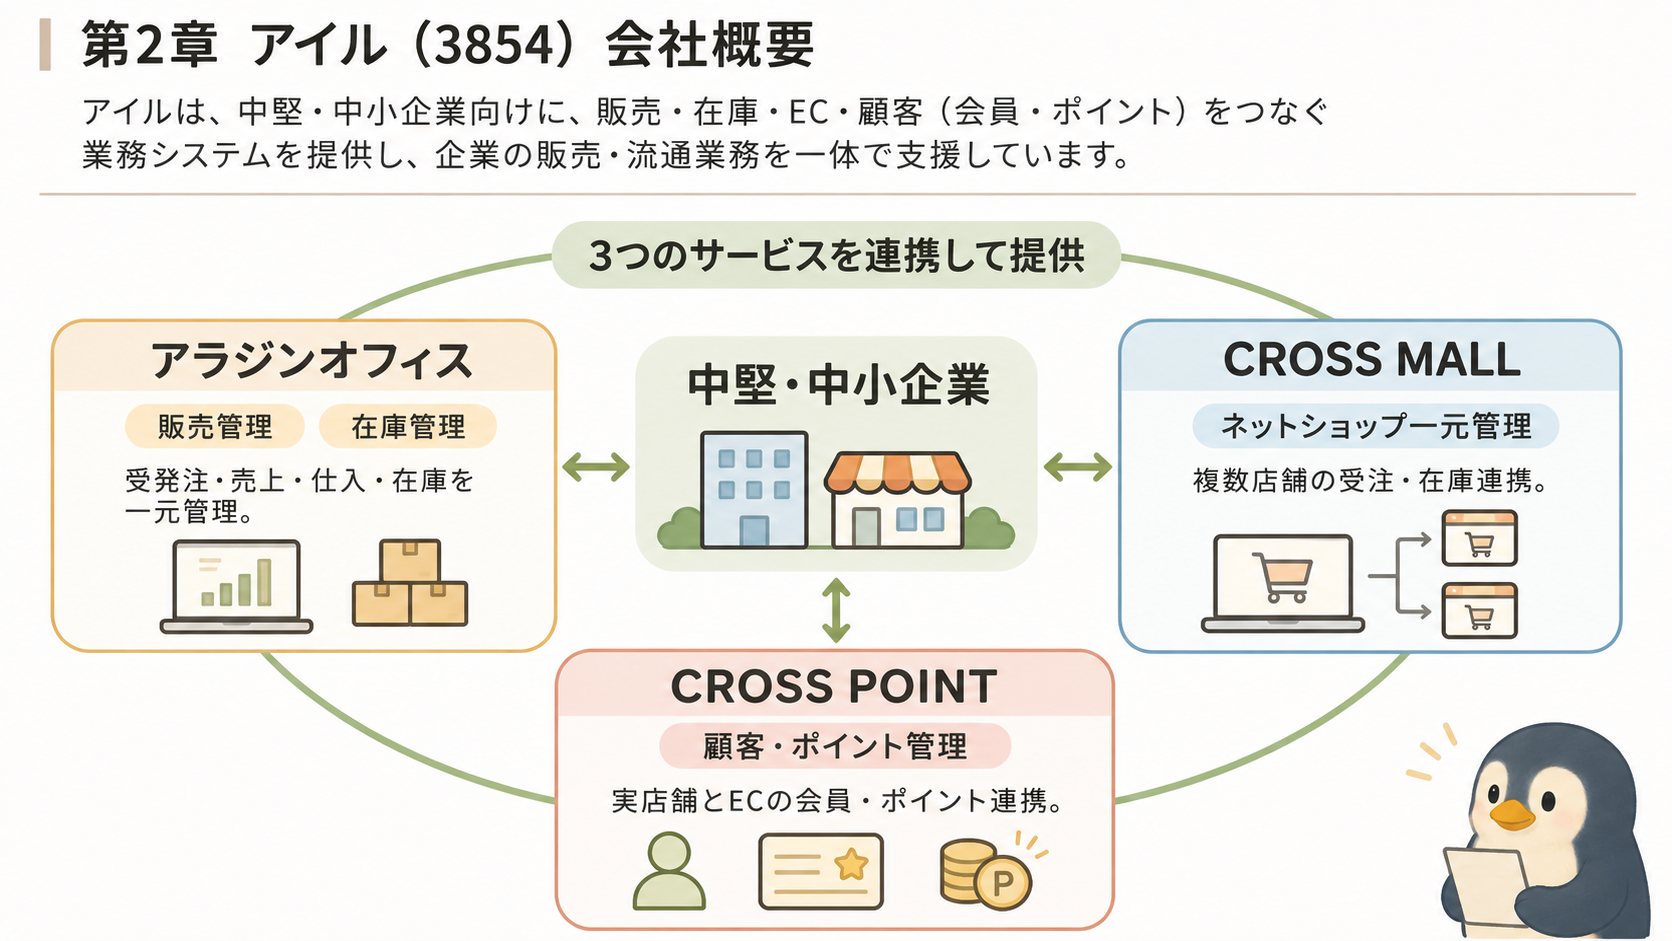 第2章 アイル（3854）会社概要
アイルは、中堅・中小企業向けに、販売・在庫・EC・顧客（会員・ポイント）をつなぐ
業務システムを提供し、企業の販売・流通業務を一体で支援しています。
3つのサービスを連携して提供
アラジンオフィス
販売管理 在庫管理
受発注・売上・仕入・在庫を
一元管理。
中堅・中小企業
CROSS MALL
ネットショップ一元管理
複数店舗の受注・在庫連携。
CROSS POINT
顧客・ポイント管理
実店舗とECの会員・ポイント連携。
P